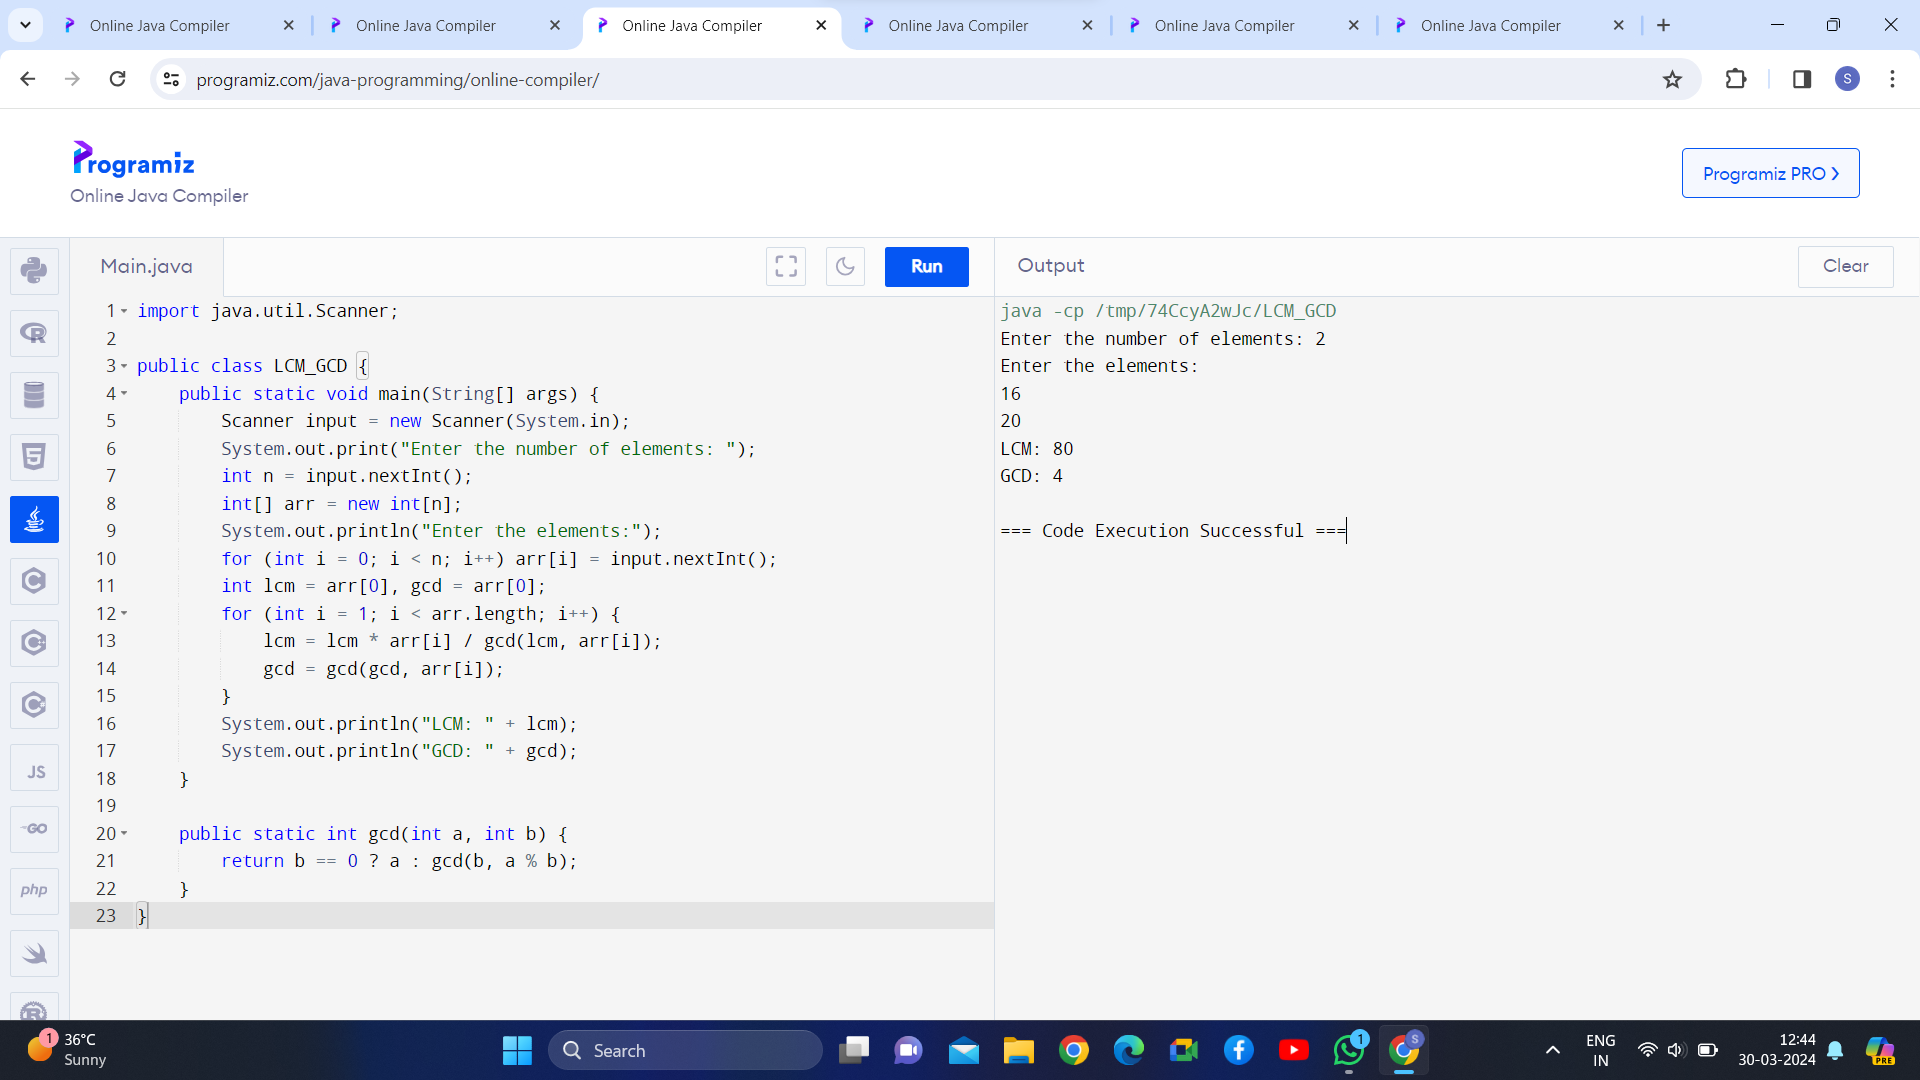 Online Java Compiler
Online Java Compiler
Online Java Compiler
Online Java Compiler
Online Java Compiler
Online Java Compiler
programiz.com/java-programming/online-compiler/
S
Programiz
Online Java Compiler
Programiz PRO
Main.java
Run
Output
Clear
1 import java.util.Scanner;
2
3 public class LCM_GCD {
4     public static void main(String[] args) {
5         Scanner input = new Scanner(System.in);
6         System.out.print("Enter the number of elements: ");
7         int n = input.nextInt();
8         int[] arr = new int[n];
9         System.out.println("Enter the elements:");
10         for (int i = 0; i < n; i++) arr[i] = input.nextInt();
11         int lcm = arr[0], gcd = arr[0];
12         for (int i = 1; i < arr.length; i++) {
13             lcm = lcm * arr[i] / gcd(lcm, arr[i]);
14             gcd = gcd(gcd, arr[i]);
15         }
16         System.out.println("LCM: " + lcm);
17         System.out.println("GCD: " + gcd);
18     }
19
20     public static int gcd(int a, int b) {
21         return b == 0 ? a : gcd(b, a % b);
22     }
23 }
java -cp /tmp/74CcyA2wJc/LCM_GCD
Enter the number of elements: 2
Enter the elements:
16
20
LCM: 80
GCD: 4
=== Code Execution Successful ===
R
5
C
C
C
JS
GO
php
R
1
36°C
Sunny
Search
1
S
ENG
IN
12:44
30-03-2024
PRE